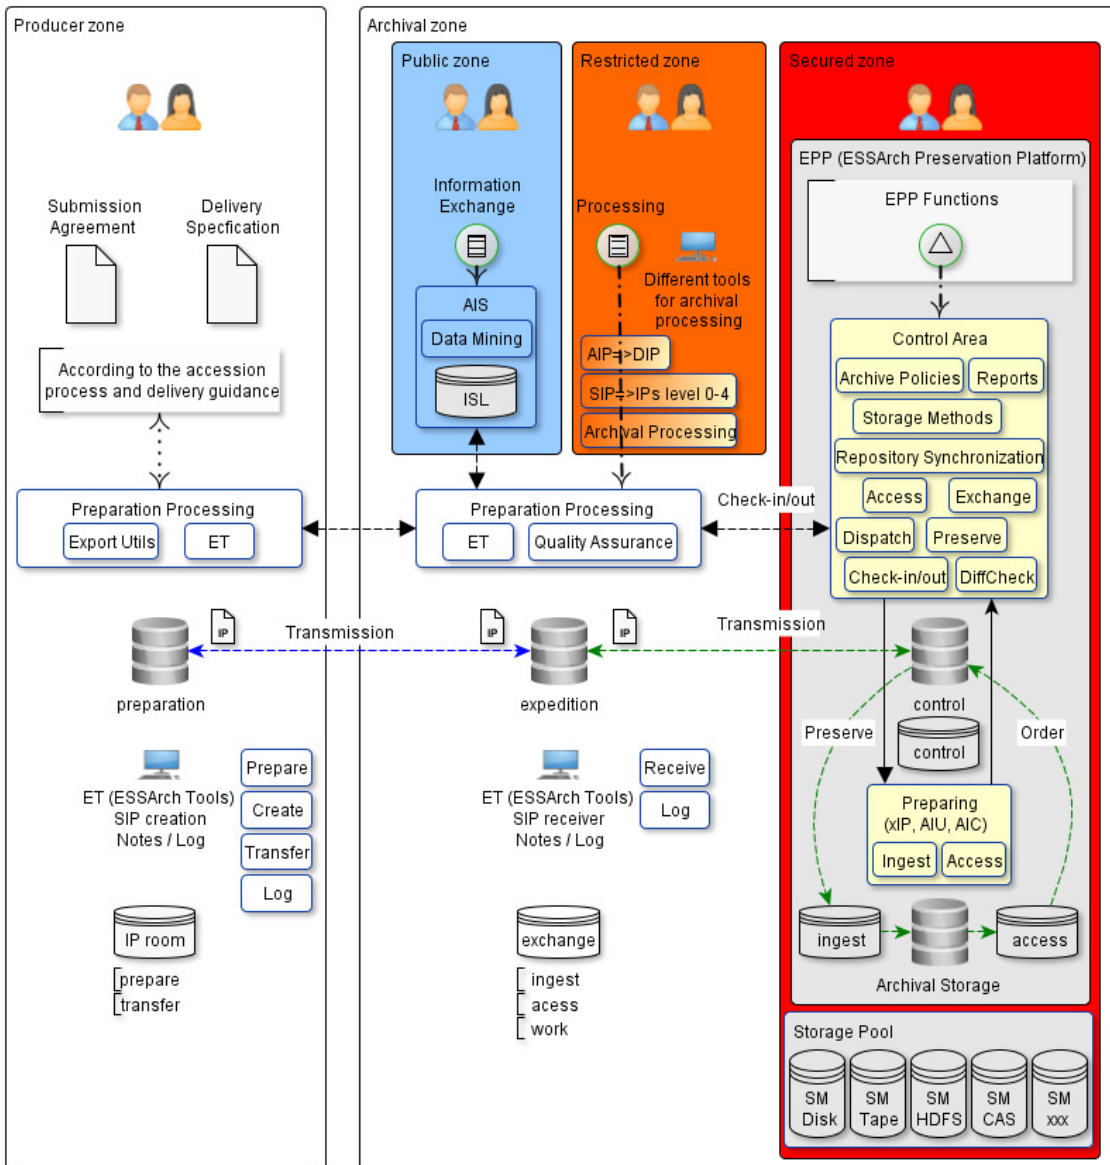 Producer zone
Submission
Agreement
Delivery
Specfication
According to the accession
process and delivery guidance
Preparation Processing
Export Utils
ET
IP
Transmission
preparation
ET (ESSArch Tools)
SIP creation
Notes / Log
Prepare
Create
Transfer
Log
IP room
prepare
transfer
Archival zone
Public zone
Information
Exchange
AIS
Data Mining
ISL
Restricted zone
Processing
Different tools
for archival
processing
AIP=>DIP
SIP=>IPs level 0-4
Archival Processing
Preparation Processing
ET
Quality Assurance
Check-in/out
IP
IP
Transmission
expedition
ET (ESSArch Tools)
SIP receiver
Notes / Log
Receive
Log
exchange
ingest
acess
work
Secured zone
EPP (ESSArch Preservation Platform)
EPP Functions
Control Area
Archive Policies
Reports
Storage Methods
Repository Synchronization
Access
Exchange
Dispatch
Preserve
Check-in/out
DiffCheck
control
Preserve
control
Order
Preparing
(xIP, AIU, AIC)
Ingest
Access
ingest
access
Archival Storage
Storage Pool
SM
Disk
SM
Tape
SM
HDFS
SM
CAS
SM
xxx